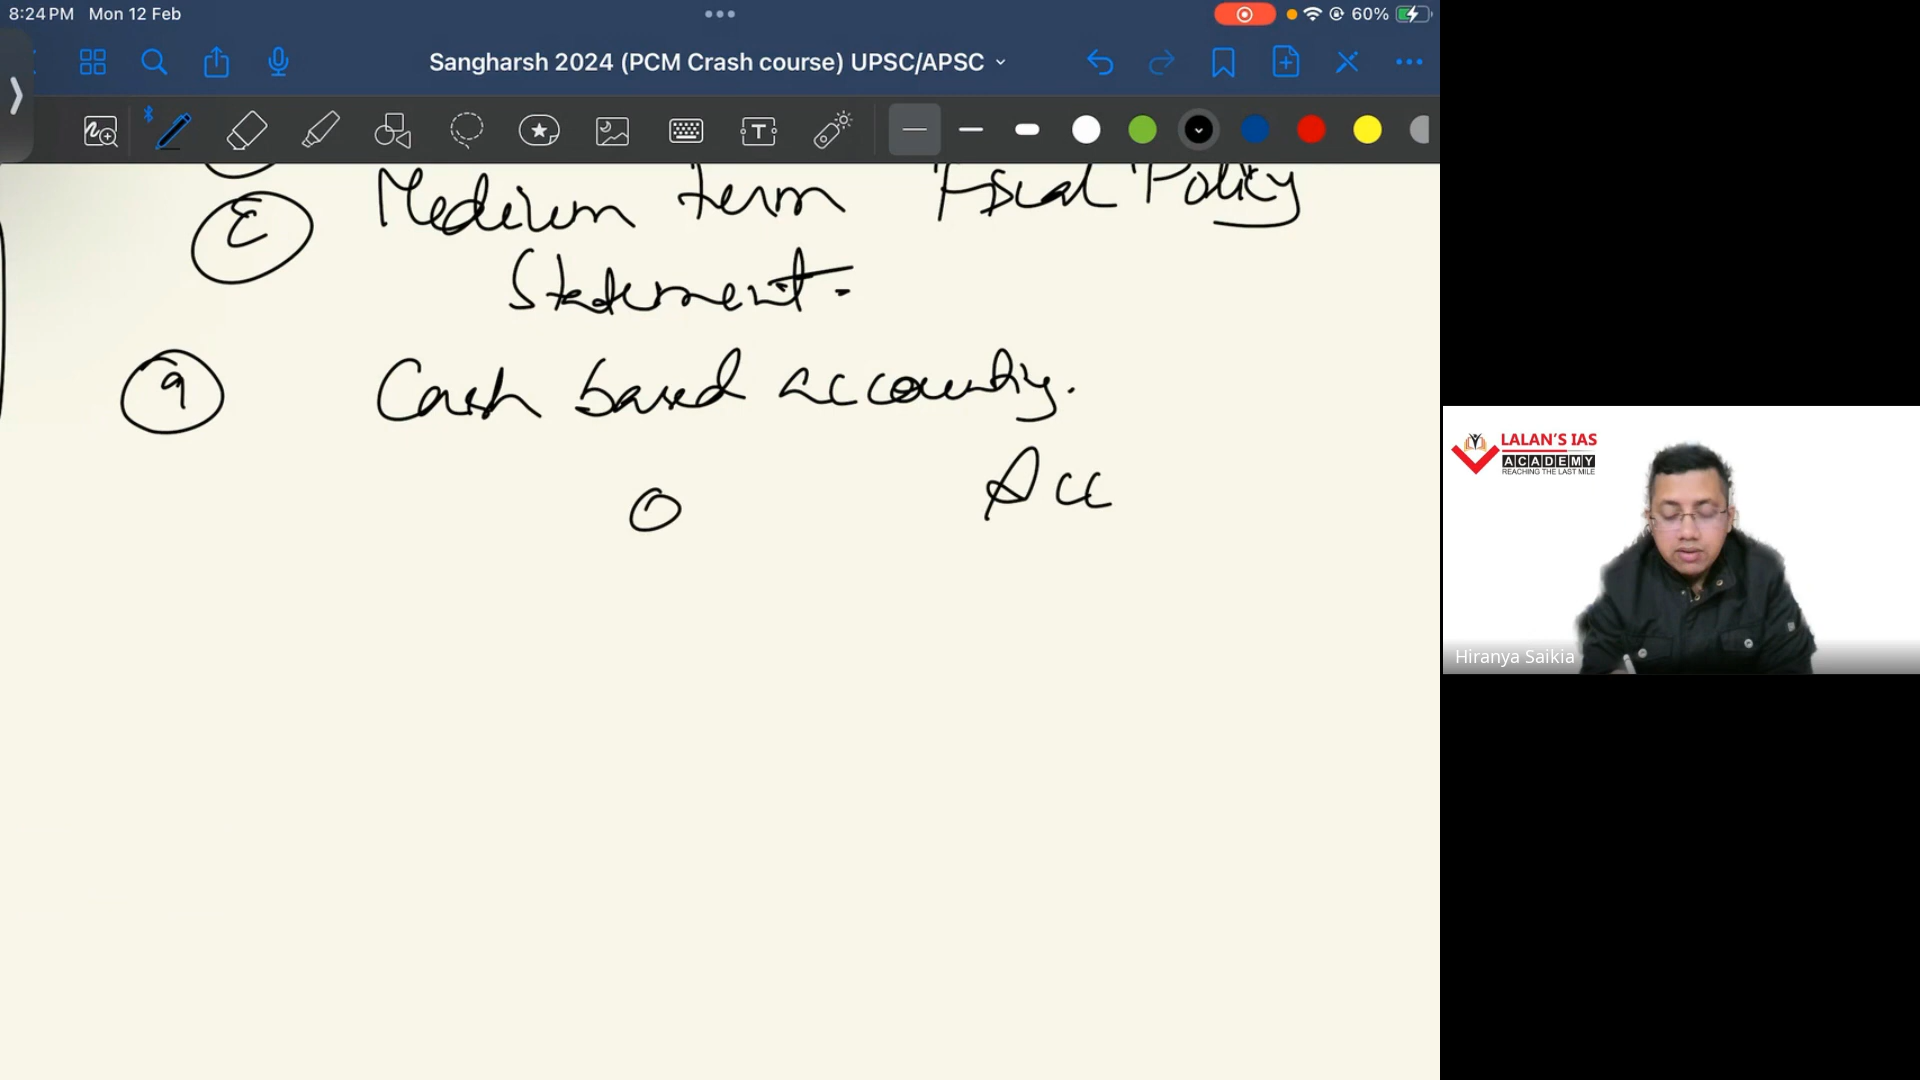 8:24 PM Mon 12 Feb
60%
Sangharsh 2024 (PCM Crash course) UPSC/APSC
T
Medium term Fiscal Policy
Statement.
9 Cash based accounting.
Acc
LALAN'S IAS
ACADEMY
REACHING THE LAST MILE
Hiranya Saikia